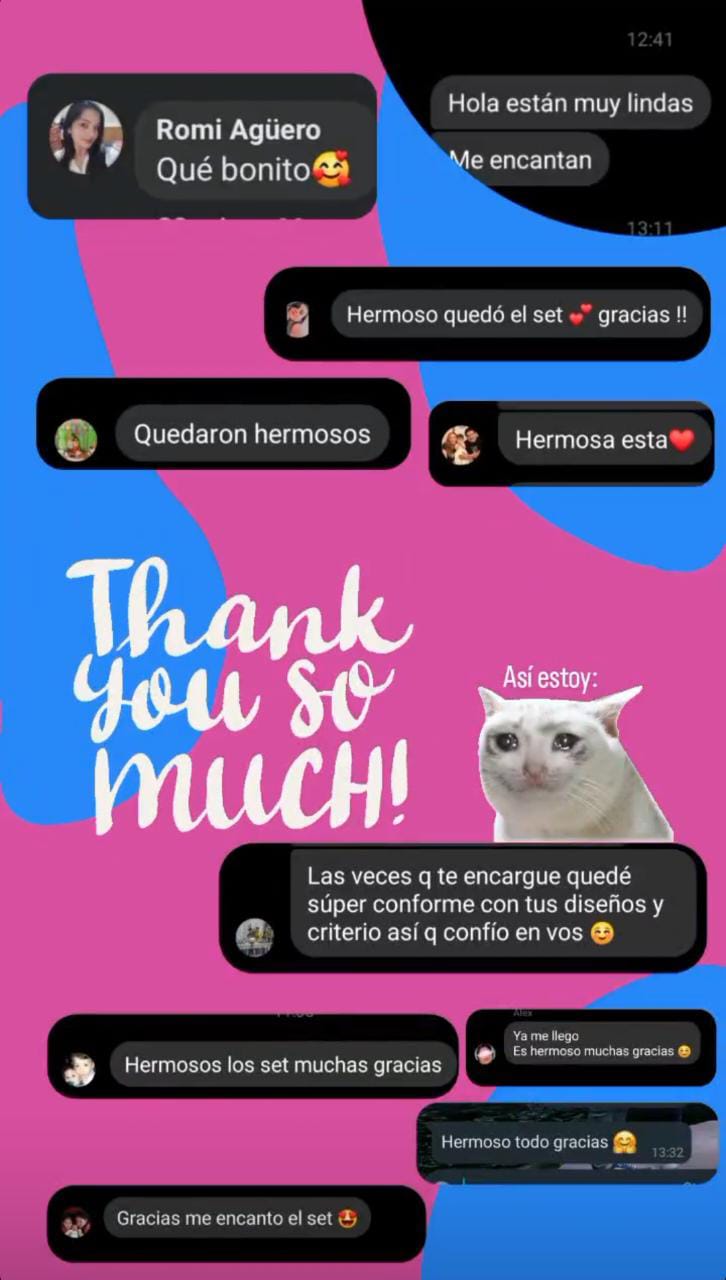 12:41
Hola están muy lindas
Me encantan
13:11
Romi Agüero
Qué bonito🥰
Hermoso quedó el set 💕 gracias !!
Quedaron hermosos
Hermosa esta❤️
Thank
you so
much!
Así estoy:
Las veces q te encargue quedé
súper conforme con tus diseños y
criterio así q confío en vos ☺️
Hermosos los set muchas gracias
Alex
Ya me llego
Es hermoso muchas gracias ☺️
Hermoso todo gracias 🤗
13:32
Gracias me encanto el set 🤩